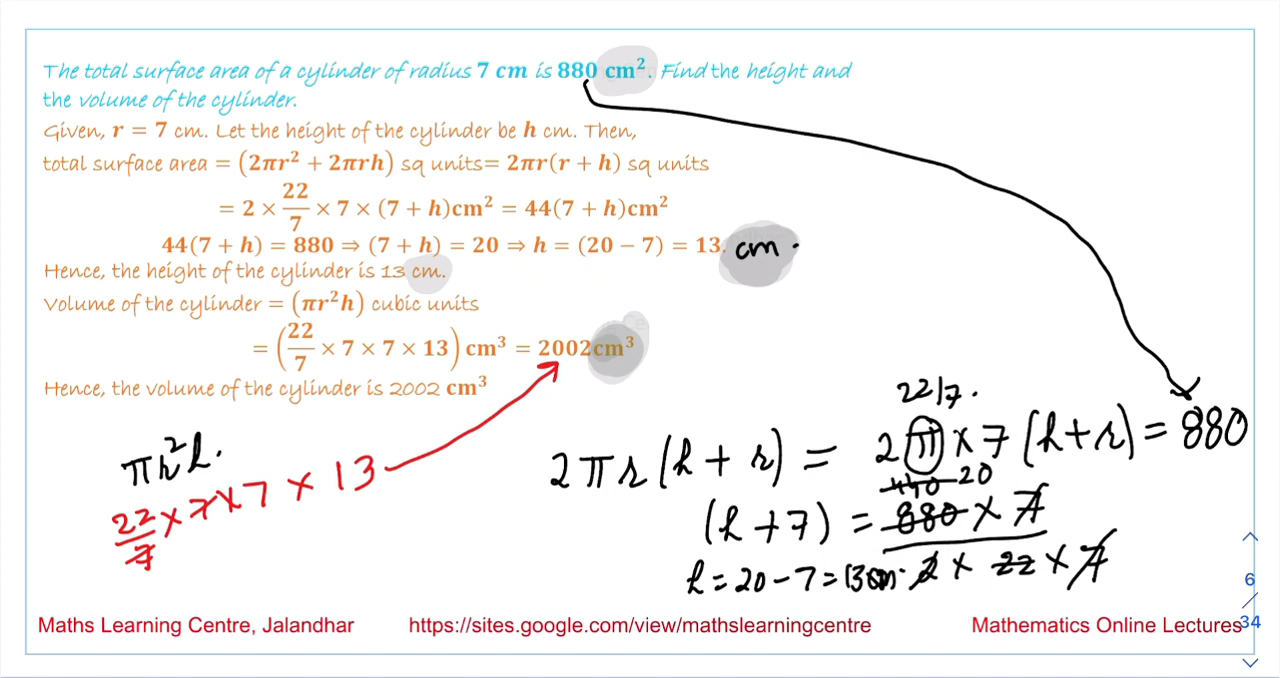 The total surface area of a cylinder of radius 7 cm is 880 cm². Find the height and
the volume of the cylinder.
Given, r = 7 cm. Let the height of the cylinder be h cm. Then,
total surface area = (2πr² + 2πrh) sq units= 2πr(r + h) sq units
= 2 × 22/7 × 7 × (7 + h)cm² = 44(7 + h)cm²
44(7 + h) = 880 ⇒ (7 + h) = 20 ⇒ h = (20 − 7) = 13. cm.
Hence, the height of the cylinder is 13 cm.
Volume of the cylinder = (πr²h) cubic units
= (22/7 × 7 × 7 × 13) cm³ = 2002cm³
Hence, the volume of the cylinder is 2002 cm³
πr²h.
22/7 × 7 × 7 × 13
22/7.
2πr(h + r) = 2π × 7 (h + r) = 880
440 20
(h + 7) = 880 × 7
2 × 22 × 7
h = 20 − 7 = 13cm.
6
/
34
Maths Learning Centre, Jalandhar https://sites.google.com/view/mathslearningcentre Mathematics Online Lectures